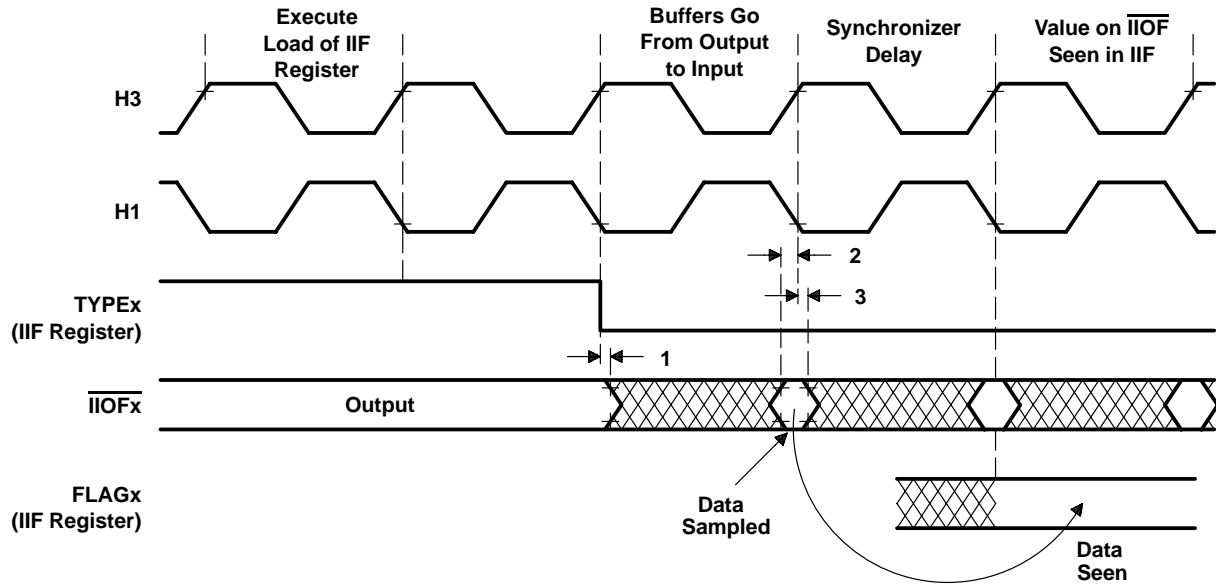 Execute
Load of IIF
Register
Buffers Go
From Output
to Input
Synchronizer
Delay
Value on IIOF
Seen in IIF
H3
H1
2
TYPEx
(IIF Register)
3
1
IIOFx
Output
FLAGx
(IIF Register)
Data
Sampled
Data
Seen